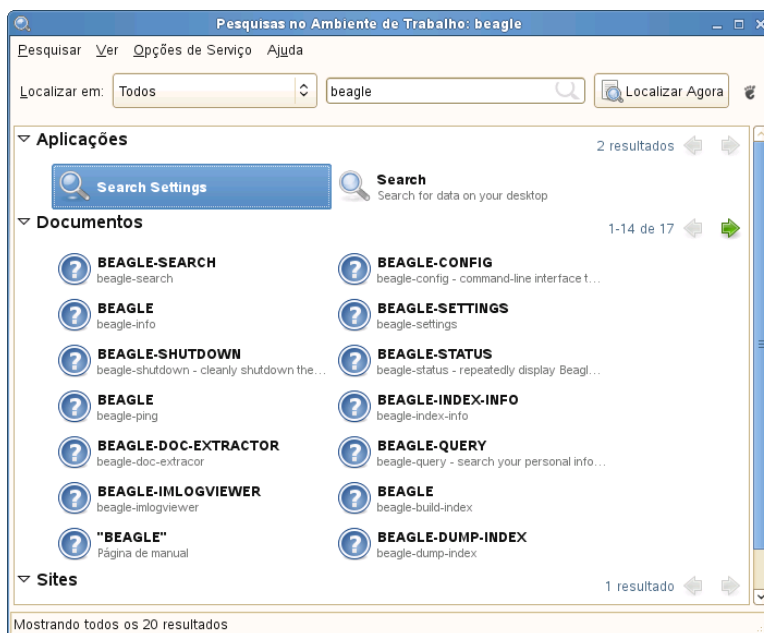 Pesquisas no Ambiente de Trabalho: beagle
Pesquisar Ver Opções de Serviço Ajuda
Localizar em: Todos beagle Localizar Agora
Aplicações 2 resultados
Search Settings
Search
Search for data on your desktop
Documentos 1-14 de 17
BEAGLE-SEARCH
beagle-search
BEAGLE-CONFIG
beagle-config - command-line interface t...
BEAGLE
beagle-info
BEAGLE-SETTINGS
beagle-settings
BEAGLE-SHUTDOWN
beagle-shutdown - cleanly shutdown the...
BEAGLE-STATUS
beagle-status - repeatedly display Beagl...
BEAGLE
beagle-ping
BEAGLE-INDEX-INFO
beagle-index-info
BEAGLE-DOC-EXTRACTOR
beagle-doc-extracor
BEAGLE-QUERY
beagle-query - search your personal info...
BEAGLE-IMLOGVIEWER
beagle-imlogviewer
BEAGLE
beagle-build-index
"BEAGLE"
Página de manual
BEAGLE-DUMP-INDEX
beagle-dump-index
Sites 1 resultado
Mostrando todos os 20 resultados